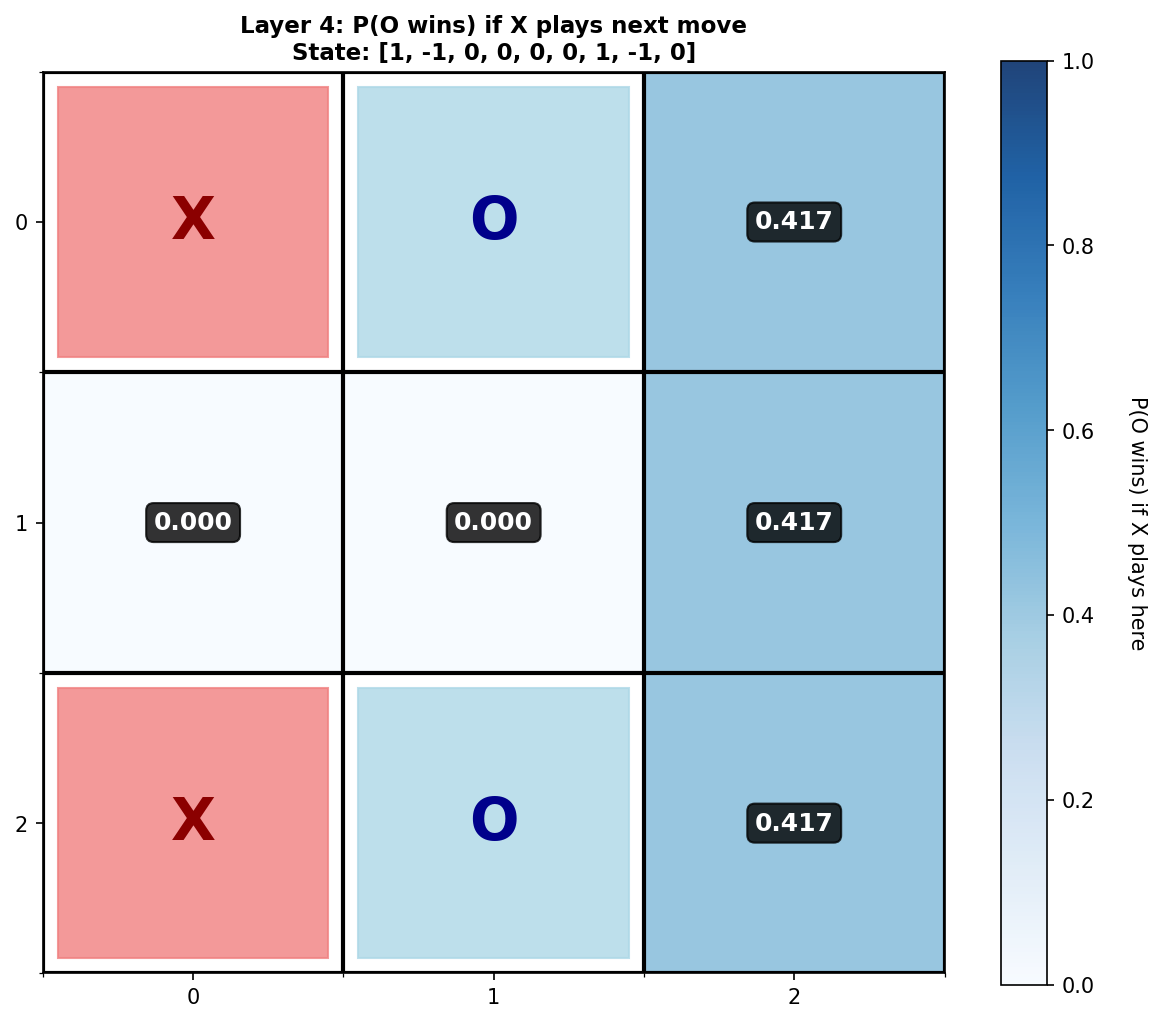 Layer 4: P(O wins) if X plays next move
State: [1, -1, 0, 0, 0, 0, 1, -1, 0]
0
X
O
0.417
1
0.000
0.000
0.417
2
X
O
0.417
0
1
2
1.0
0.8
0.6
0.4
0.2
0.0
P(O wins) if X plays here